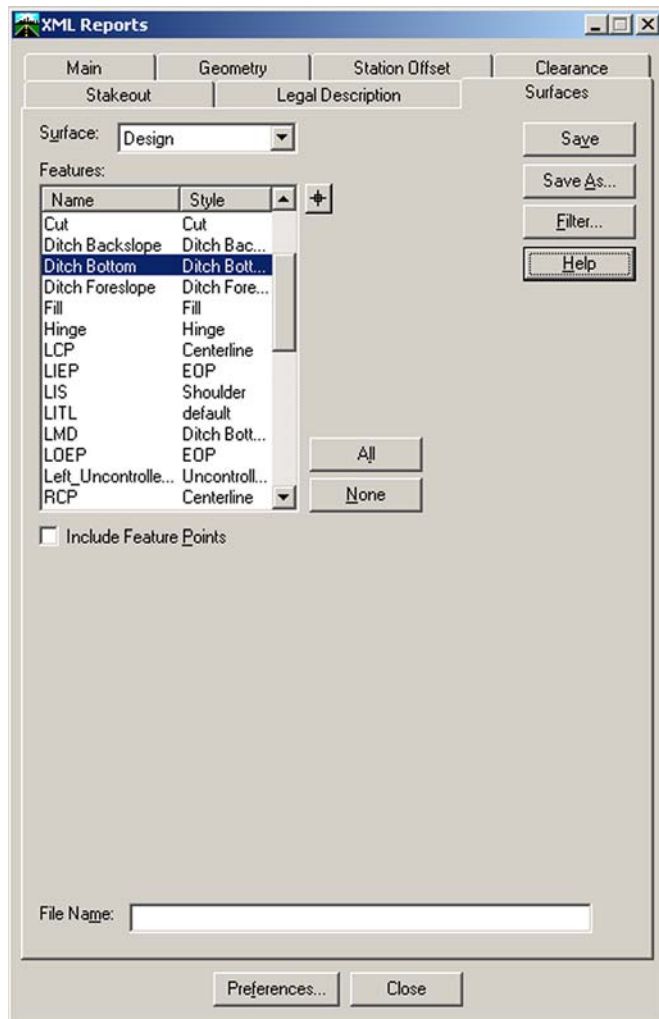 XML Reports
Main Geometry Station Offset Clearance
Stakeout Legal Description Surfaces
Surface: Design Save
Features: Save As...
Name Style
Filter...
Cut Cut
Ditch Backslope Ditch Bac...
Ditch Bottom Ditch Bott... Help
Ditch Foreslope Ditch Fore...
Fill Fill
Hinge Hinge
LCP Centerline
LIEP EOP
LIS Shoulder
LITL default
LMD Ditch Bott...
LOEP EOP All
Left_Uncontrolle... Uncontroll...
RCP Centerline None
Include Feature Points
File Name:
Preferences... Close